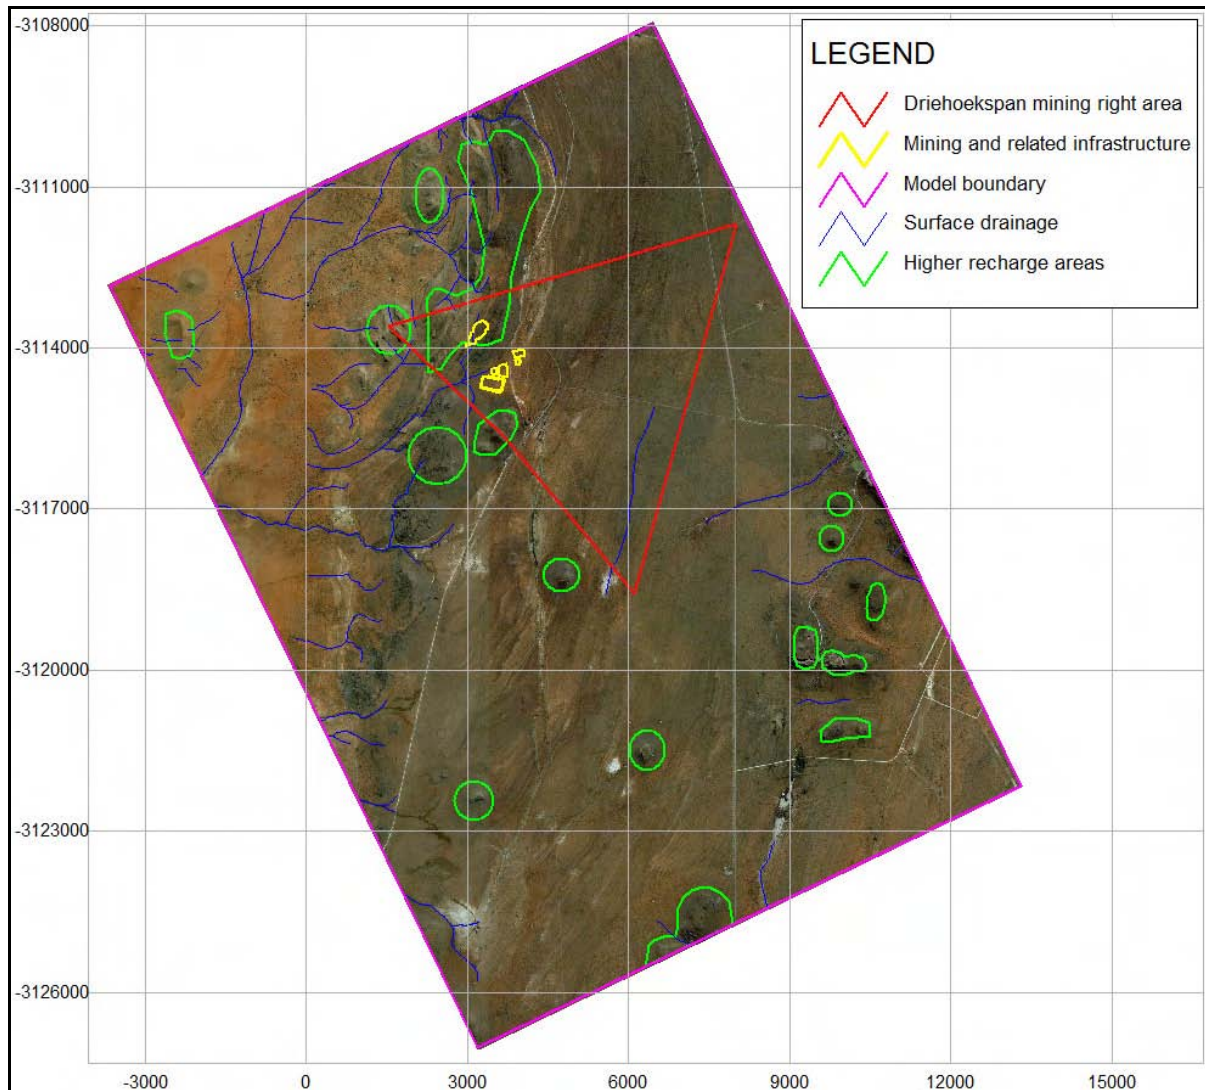 LEGEND
Driehoekspan mining right area
Mining and related infrastructure
Model boundary
Surface drainage
Higher recharge areas
-3108000
-3111000
-3114000
-3117000
-3120000
-3123000
-3126000
-3000
0
3000
6000
9000
12000
15000